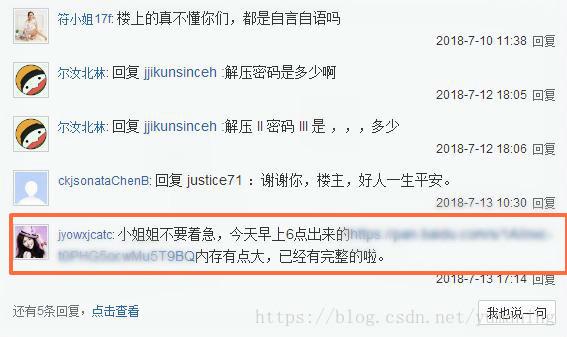 符小姐17f: 楼上的真不懂你们，都是自言自语吗
2018-7-10 11:38 回复
尔汝北林: 回复 jjikunsinceh :解压密码是多少啊
2018-7-12 18:05 回复
尔汝北林: 回复 jjikunsinceh :解压 II 密码 III 是 ，，，多少
2018-7-12 18:06 回复
ckjsonataChenB: 回复 justice71 ：谢谢你，楼主，好人一生平安。
2018-7-13 10:30 回复
jyowxjcatc: 小姐姐不要着急，今天早上6点出来的
内存有点大，已经有完整的啦。
2018-7-13 17:14 回复
还有5条回复，点击查看
我也说一句